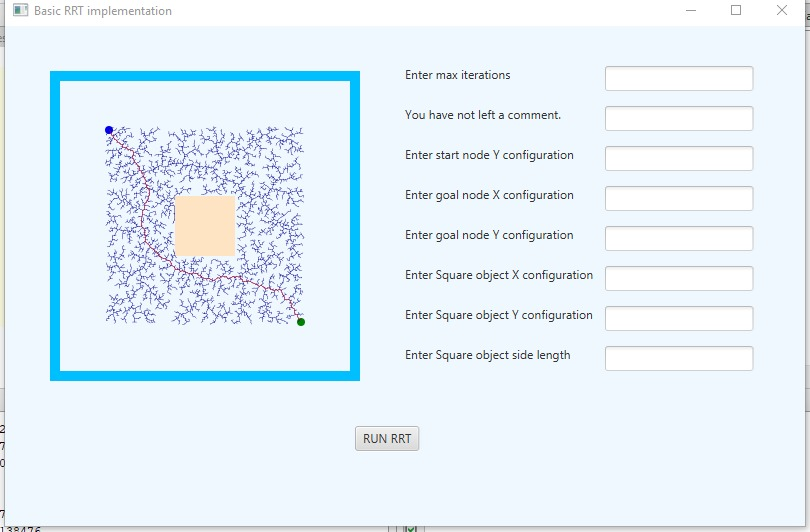 Basic RRT implementation
Enter max iterations
You have not left a comment.
Enter start node Y configuration
Enter goal node X configuration
Enter goal node Y configuration
Enter Square object X configuration
Enter Square object Y configuration
Enter Square object side length
RUN RRT